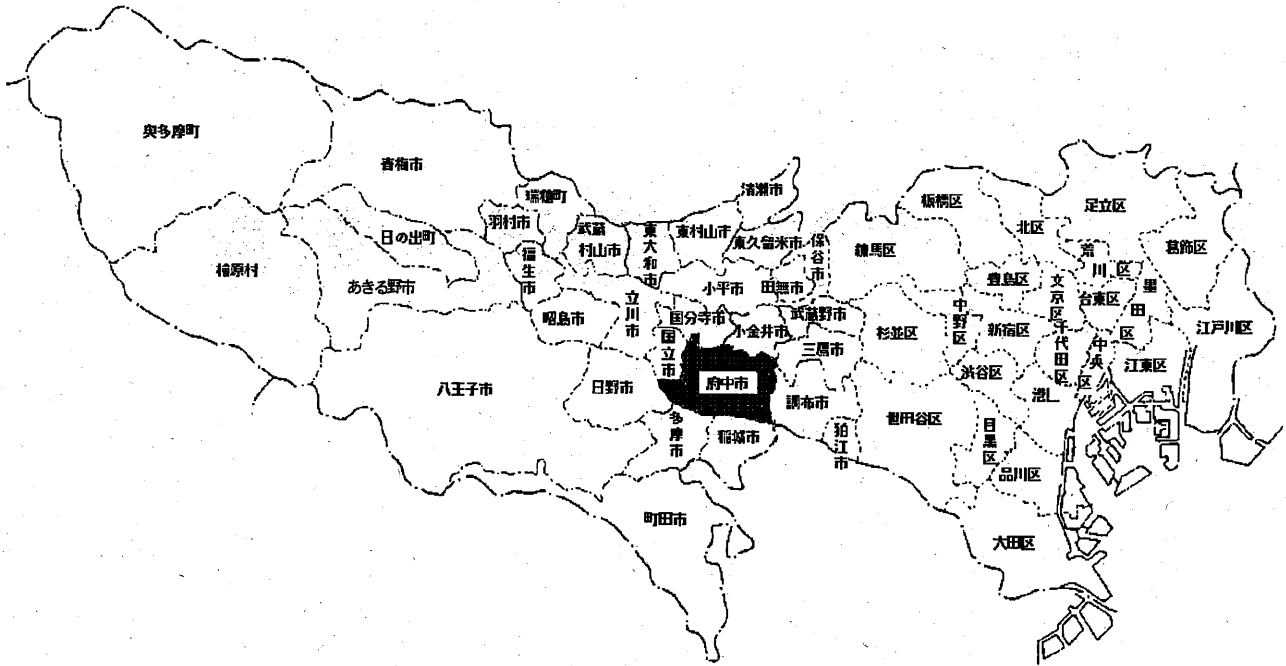 奥多摩町
青梅市
瑞穂町
羽村市
日の出町
檜原村
あきる野市
福生市
武蔵
村山市
東大和市
東村山市
清瀬市
東久留米市
保谷市
小平市
田無市
立川市
昭島市
国分寺市
国立市
小金井市
武蔵野市
三鷹市
八王子市
日野市
府中市
調布市
狛江市
多摩市
稲城市
町田市
板橋区
北区
足立区
葛飾区
練馬区
豊島区
荒
川
区
文京区
台東区
墨
田
区
江戸川区
中野区
杉並区
新宿区
千代田区
中央
区
江東区
渋谷区
世田谷区
目黒区
品川区
大田区